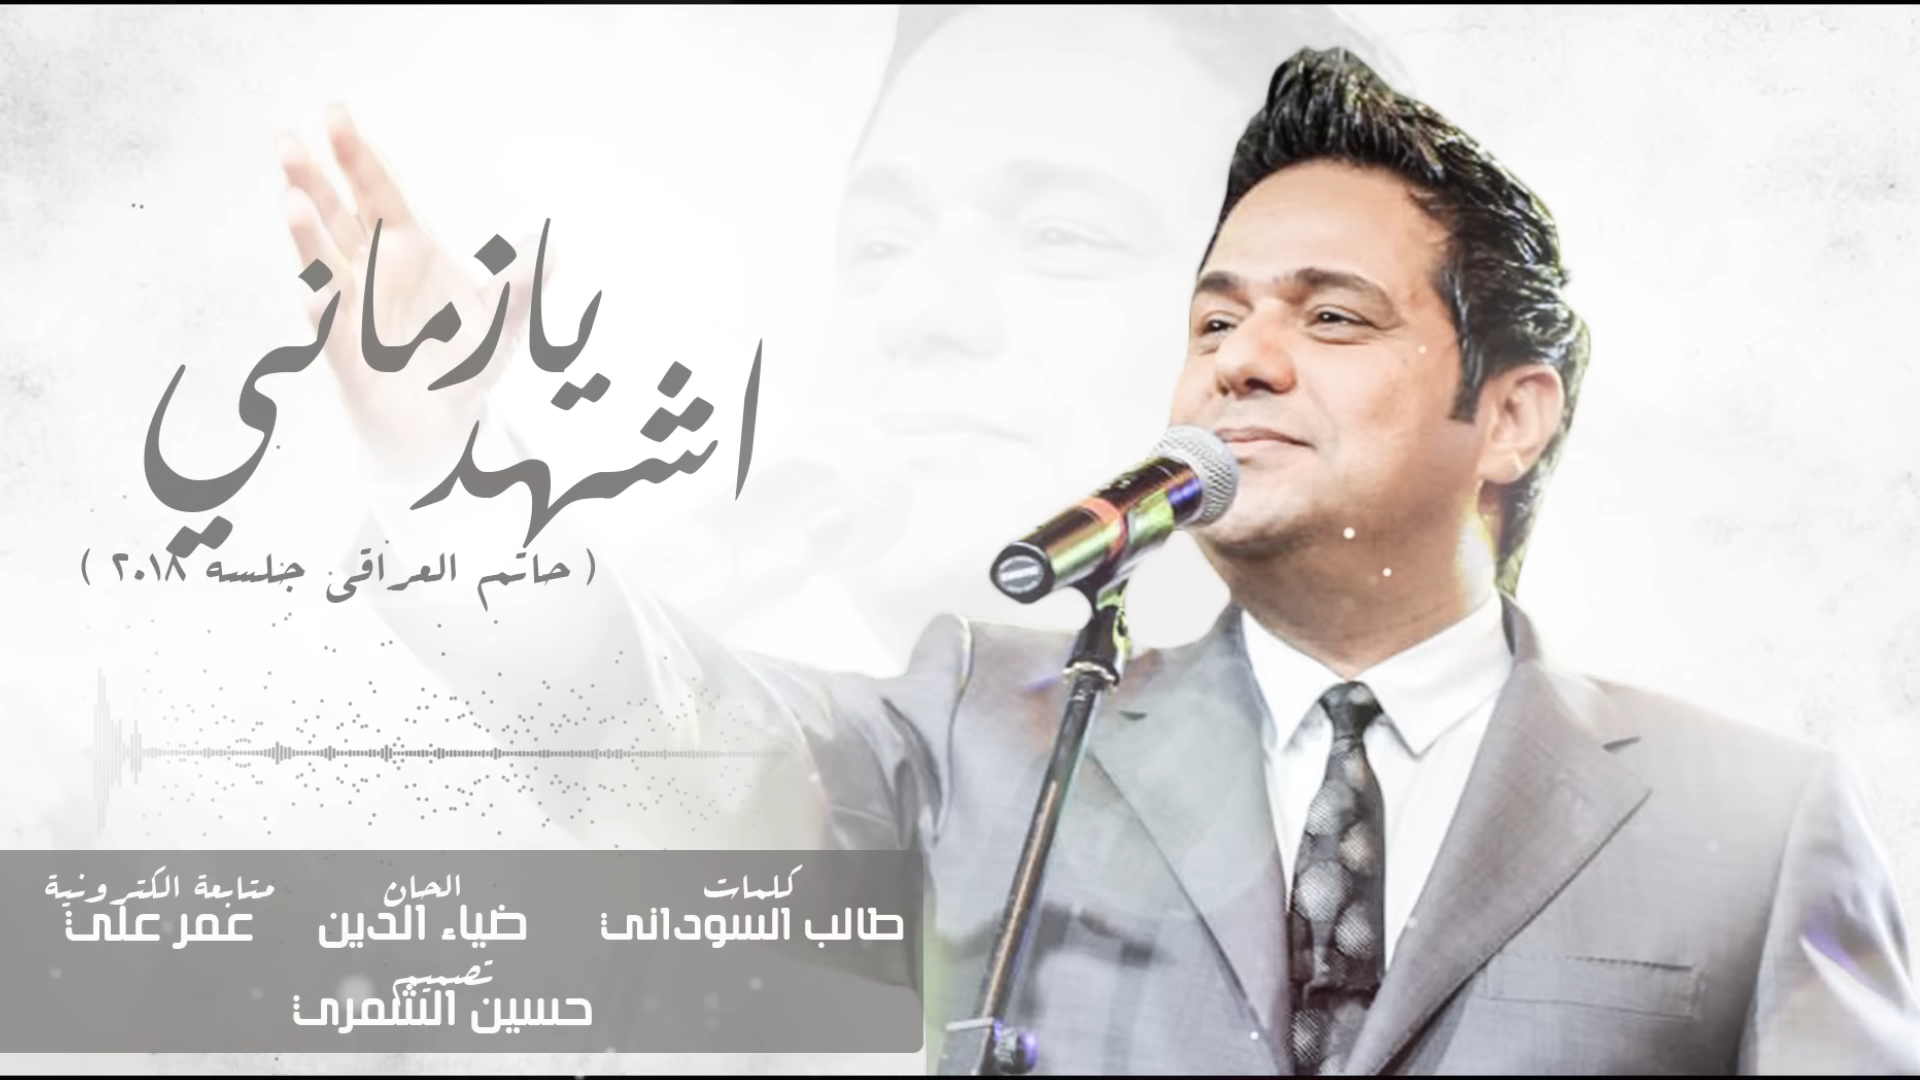 اشهد يازماني
( حاتم العراقي جلسه ٢٠١٨ )
كلمات
طالب السوداني
الحان
ضياء الدين
متابعة الكترونية
عمر علي
تصميم
حسين الشمري